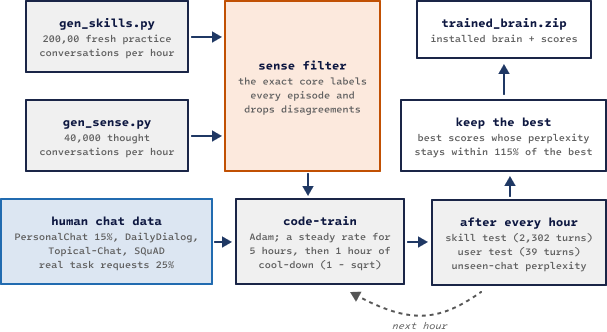 gen_skills.py
200,00 fresh practice
conversations per hour
gen_sense.py
40,000 thought
conversations per hour
sense filter
the exact core labels
every episode and
drops disagreements
trained_brain.zip
installed brain + scores
keep the best
best scores whose perplexity
stays within 115% of the best
human chat data
PersonalChat 15%, DailyDialog,
Topical-Chat, SQuAD
real task requests 25%
code-train
Adam; a steady rate for
5 hours, then 1 hour of
cool-down (1 - sqrt)
after every hour
skill test (2,302 turns)
user test (39 turns)
unseen-chat perplexity
next hour